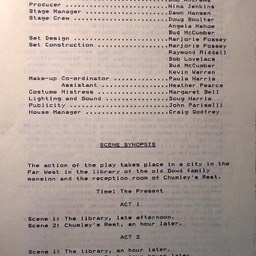 Producer ................ Nina Jenkins
Stage Manager ........... Dawn Hansen
Stage Crew .............. Doug Boulter
Angela Kehoe
Bud McCumber
Set Design .............. Marjorie Fossey
Set Construction ........ Marjorie Fossey
Raymond Riddell
Bob Lovelace
Bud McCumber
Kevin Warren
Make-up Co-ordinator .... Paula Harris
Assistant ............... Heather Pearce
Costume Mistress ........ Margaret Bell
Lighting and Sound ...... Doug Harris
Publicity ............... John Pariselli
House Manager ........... Craig Godfrey
SCENE SYNOPSIS
The action of the play takes place in a city in the
Far West in the library of the old Dowd family
mansion and the reception room of Chumley's Rest.
Time: The Present
ACT 1
Scene 1: The library, late afternoon.
Scene 2: Chumley's Rest, an hour later.
ACT 2
Scene 1: The library, an hour later.